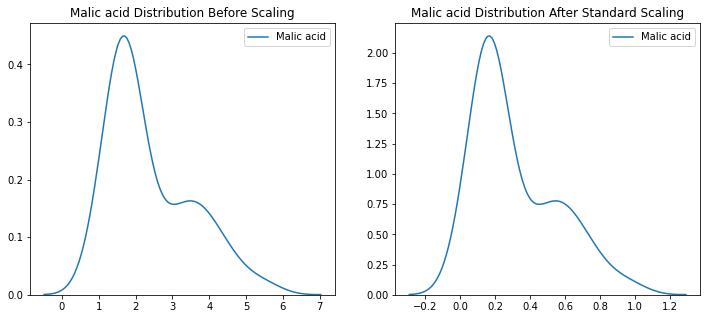 Malic acid Distribution Before Scaling
Malic acid
0.4
0.3
0.2
0.1
0.0
0 1 2 3 4 5 6 7
Malic acid Distribution After Standard Scaling
Malic acid
2.00
1.75
1.50
1.25
1.00
0.75
0.50
0.25
0.00
−0.2 0.0 0.2 0.4 0.6 0.8 1.0 1.2